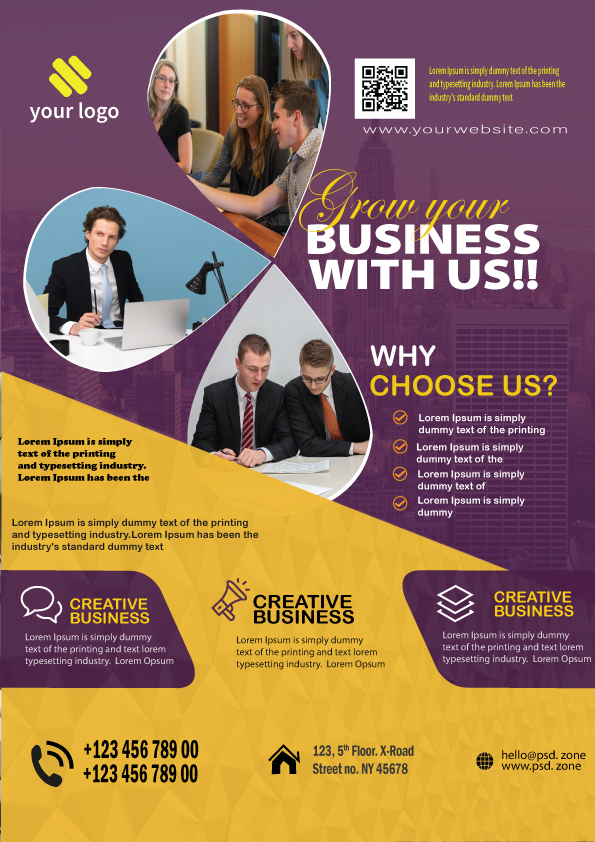 your logo
Lorem Ipsum is simply dummy text of the printing
and typesetting industry. Lorem Ipsum has been the
industry's standard dummy text
www.yourwebsite.com
Grow your
BUSINESS
WITH US!!
WHY
CHOOSE US?
Lorem Ipsum is simply
dummy text of the printing
Lorem Ipsum is simply
dummy text of the
Lorem Ipsum is simply
dummy text of
Lorem Ipsum is simply
dummy
Lorem Ipsum is simply
text of the printing
and typesetting industry.
Lorem Ipsum has been the
Lorem Ipsum is simply dummy text of the printing
and typesetting industry.Lorem Ipsum has been the
industry's standard dummy text
CREATIVE
BUSINESS
Lorem Ipsum is simply dummy
text of the printing and text lorem
typesetting industry. Lorem Opsum
CREATIVE
BUSINESS
Lorem Ipsum is simply dummy
text of the printing and text lorem
typesetting industry. Lorem Opsum
CREATIVE
BUSINESS
Lorem Ipsum is simply dummy
text of the printing and text lorem
typesetting industry. Lorem Opsum
+123 456 789 00
+123 456 789 00
123, 5th Floor. X-Road
Street no. NY 45678
hello@psd. zone
www.psd. zone